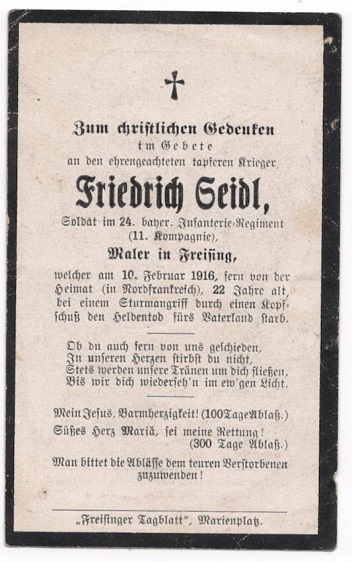 Zum christlichen Gedenken
im Gebete
an den ehrengeachteten tapferen Krieger
Friedrich Seidl,
Soldat im 24. bayer. Infanterie-Regiment
(11. Kompagnie),
Maler in Freising,
welcher am 10. Februar 1916, fern von der
Heimat (in Nordfrankreich), 22 Jahre alt,
bei einem Sturmangriff durch einen Kopf-
schuß den Heldentod fürs Vaterland starb.
Ob du auch fern von uns geschieden,
In unseren Herzen stirbst du nicht,
Stets werden unsere Tränen um dich fließen,
Bis wir dich wiederseh'n im ew'gen Licht.
Mein Jesus, Barmherzigkeit! (100 Tage Ablaß.)
Süßes Herz Mariä, sei meine Rettung!
(300 Tage Ablaß.)
Man bittet die Ablässe dem teuren Verstorbenen
zuzuwenden!
„Freisinger Tagblatt", Marienplatz.